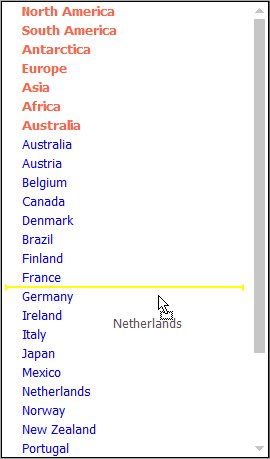 North America
South America
Antarctica
Europe
Asia
Africa
Australia
Australia
Austria
Belgium
Canada
Denmark
Brazil
Finland
France
Germany
Ireland
Netherlands
Italy
Japan
Mexico
Netherlands
Norway
New Zealand
Portugal